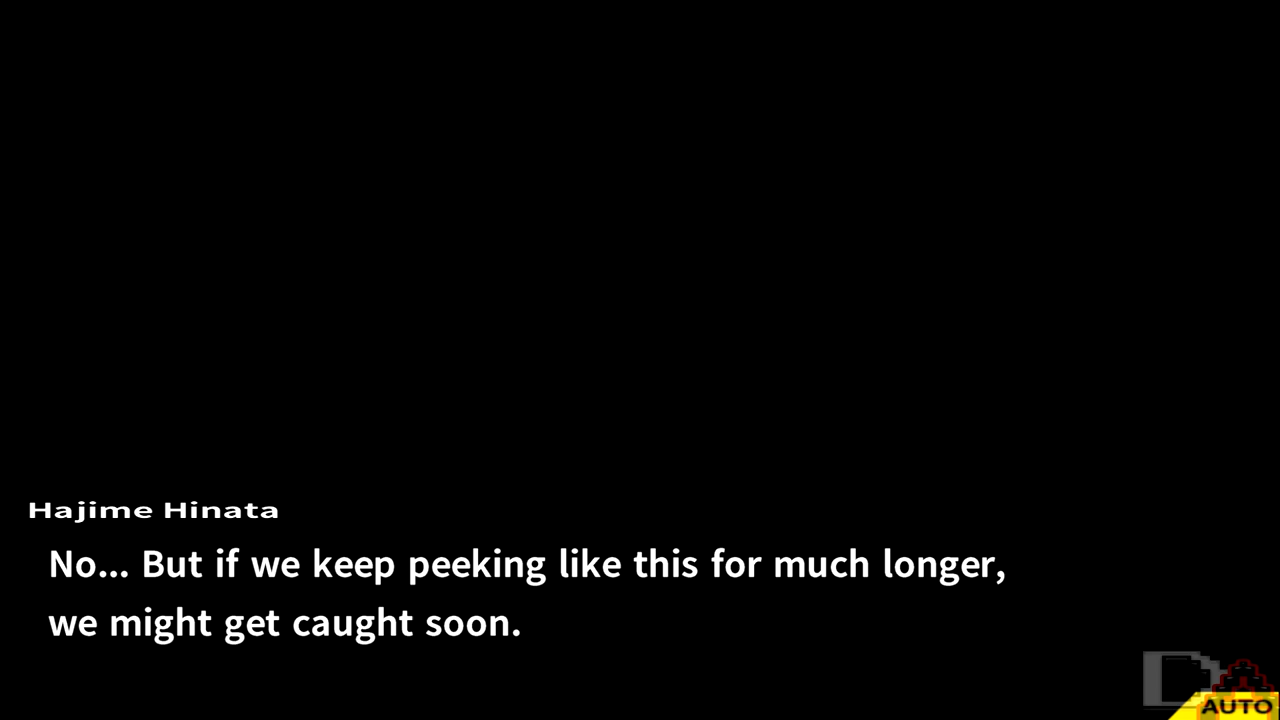 Hajime Hinata
No... But if we keep peeking like this for much longer,
we might get caught soon.
AUTO